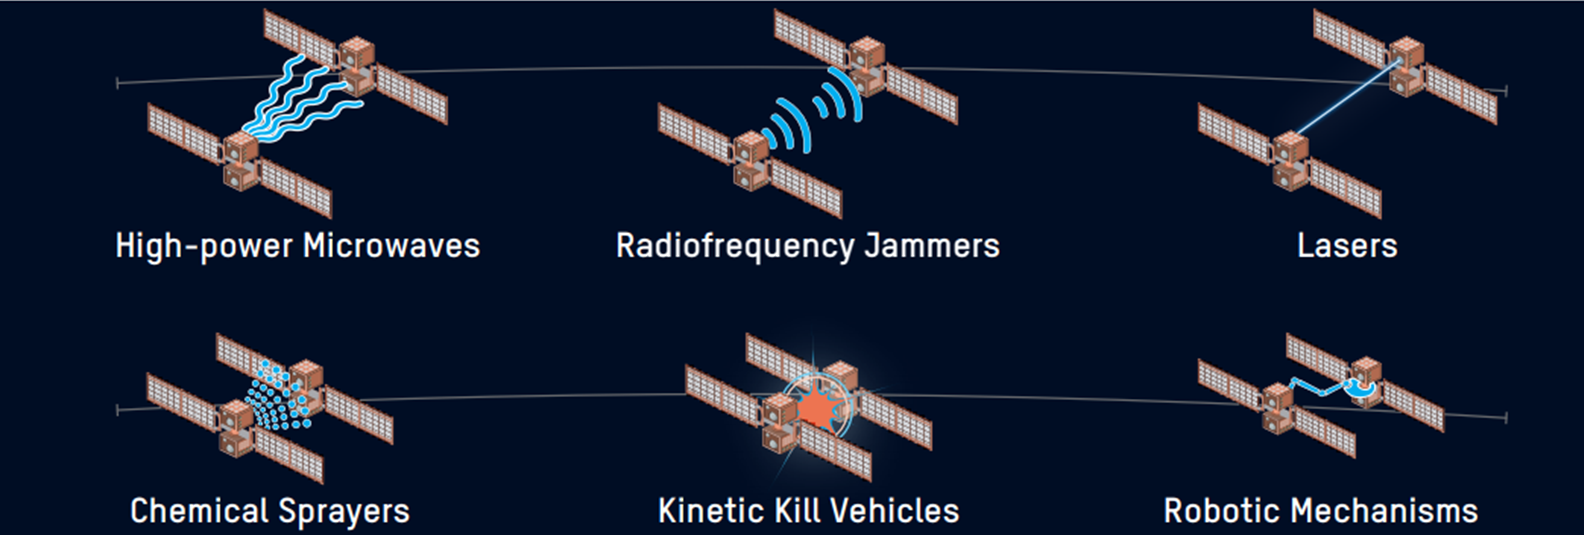 High-power Microwaves
Radiofrequency Jammers
Lasers
Chemical Sprayers
Kinetic Kill Vehicles
Robotic Mechanisms